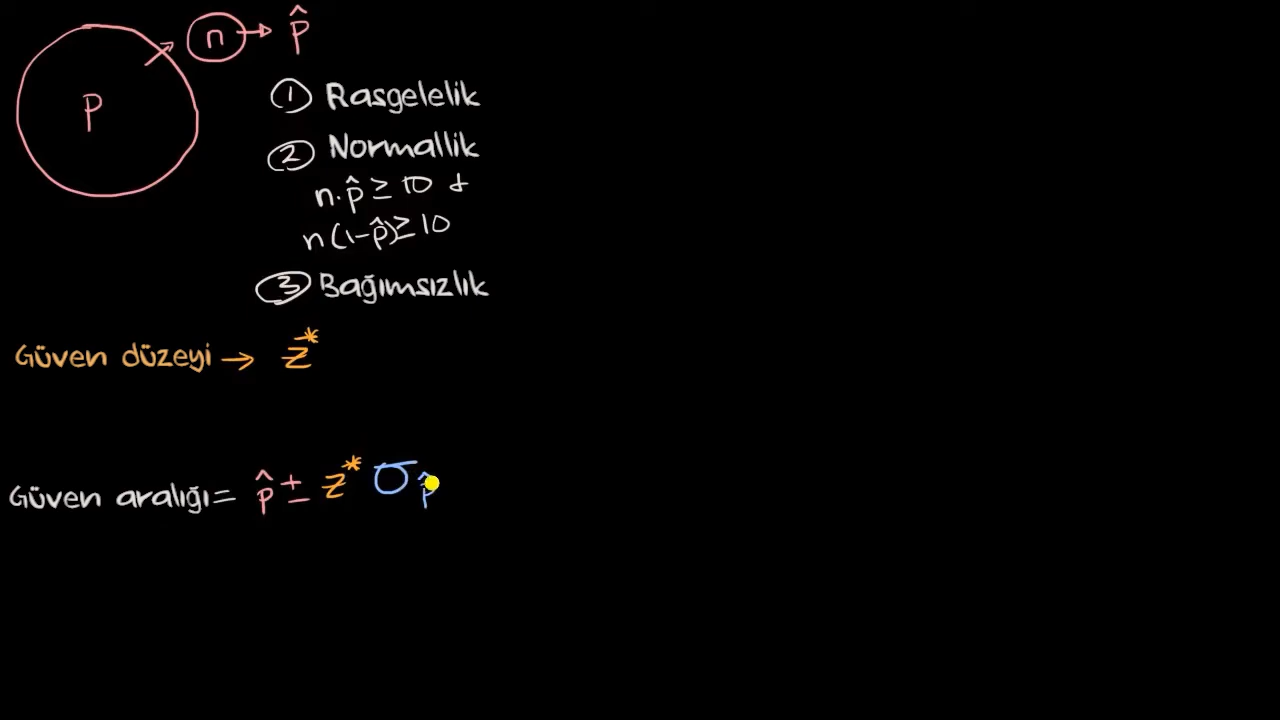 p → n → p̂
① Rasgelelik
② Normallik
n.p̂ ≥ 10 &
n(1-p̂) ≥ 10
③ Bağımsızlık
Güven düzeyi → z*
Güven aralığı = p̂ ± z* σp̂